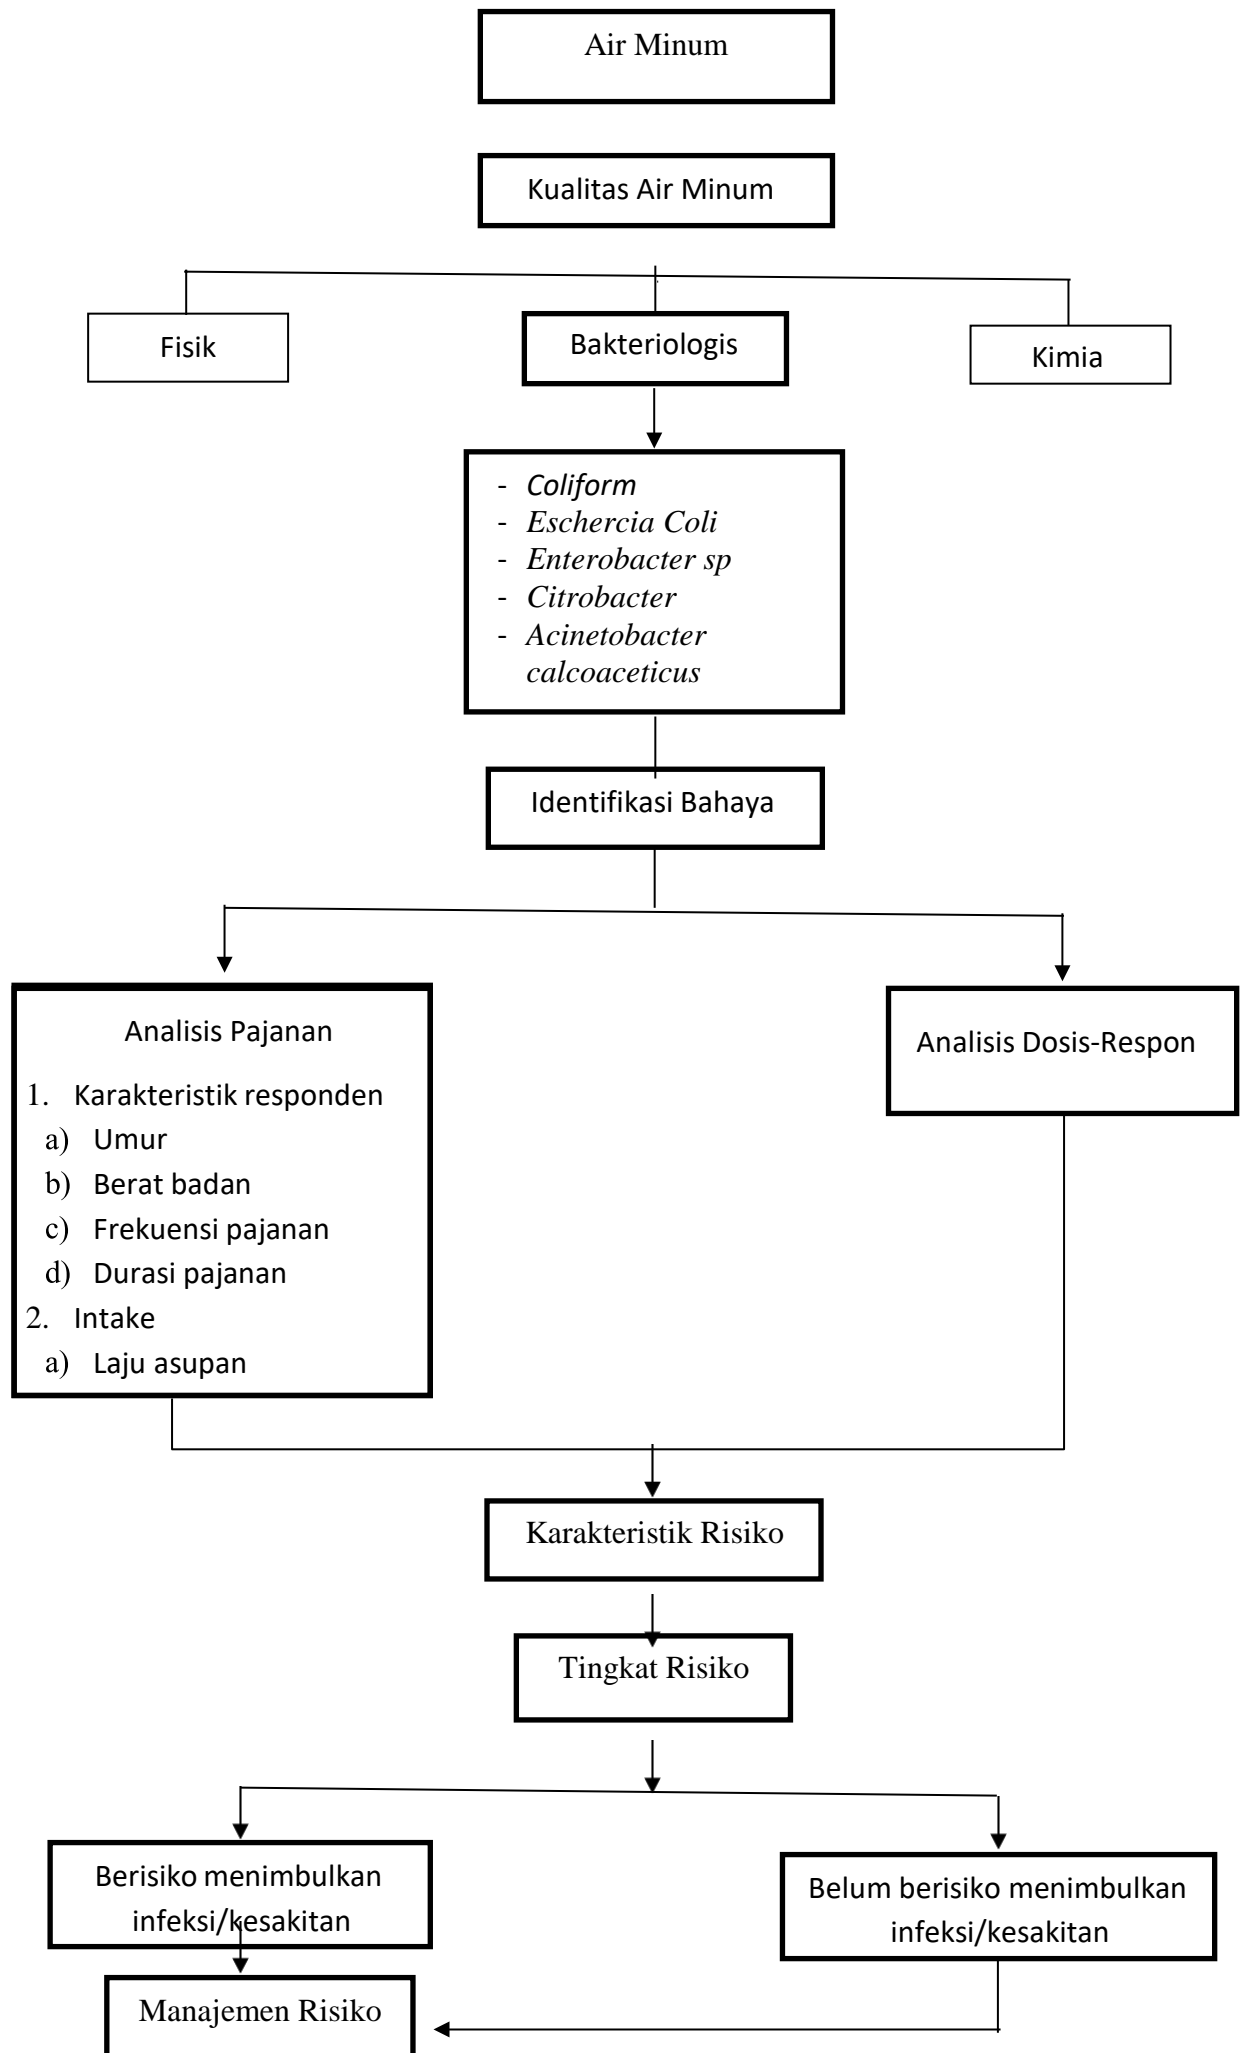 Air Minum
Kualitas Air Minum
Fisik
Bakteriologis
Kimia
- Coliform
- Eschercia Coli
- Enterobacter sp
- Citrobacter
- Acinetobacter
calcoaceticus
Identifikasi Bahaya
Analisis Pajanan
1. Karakteristik responden
a) Umur
b) Berat badan
c) Frekuensi pajanan
d) Durasi pajanan
2. Intake
a) Laju asupan
Analisis Dosis-Respon
Karakteristik Risiko
Tingkat Risiko
Berisiko menimbulkan
infeksi/kesakitan
Belum berisiko menimbulkan
infeksi/kesakitan
Manajemen Risiko